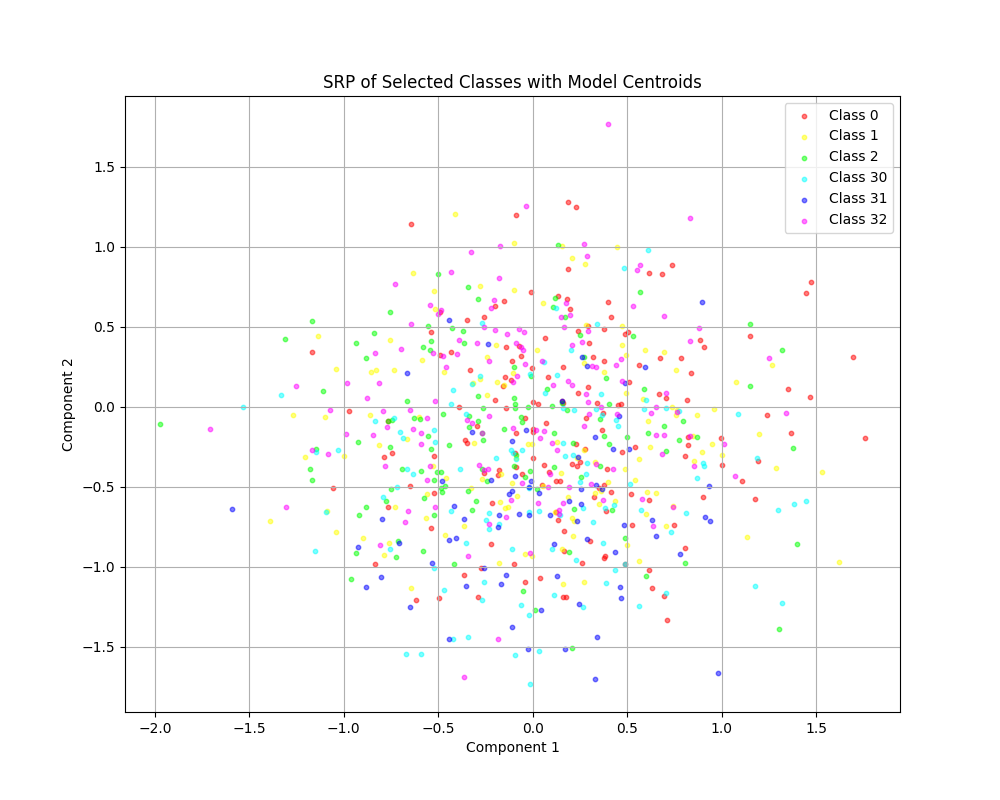 SRP of Selected Classes with Model Centroids
Class 0
Class 1
Class 2
Class 30
Class 31
Class 32
1.5
1.0
0.5
0.0
−0.5
−1.0
−1.5
Component 2
−2.0 −1.5 −1.0 −0.5 0.0 0.5 1.0 1.5
Component 1